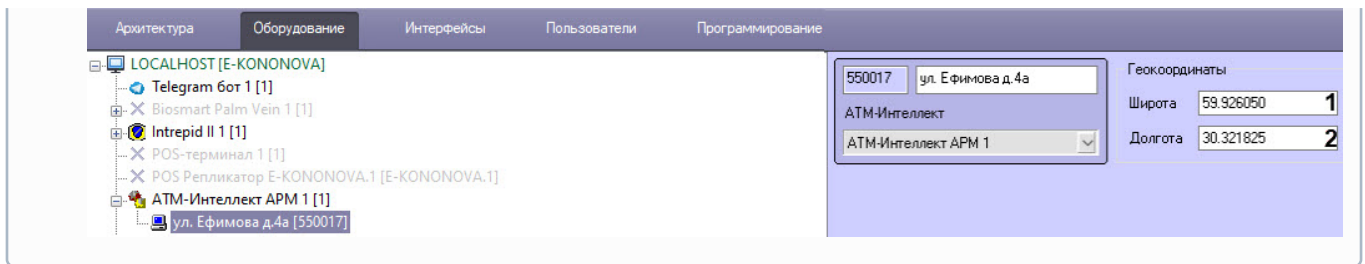 Архитектура Оборудование Интерфейсы Пользователи Программирование
LOCALHOST [E-KONONOVA]
Telegram бот 1 [1]
Biosmart Palm Vein 1 [1]
Intrepid II 1 [1]
POS-терминал 1 [1]
POS Репликатор E-KONONOVA.1 [E-KONONOVA.1]
АТМ-Интеллект АРМ 1 [1]
ул. Ефимова д.4а [550017]
550017 ул. Ефимова д.4а
АТМ-Интеллект
АТМ-Интеллект АРМ 1
Геокоординаты
Широта 59.926050 1
Долгота 30.321825 2